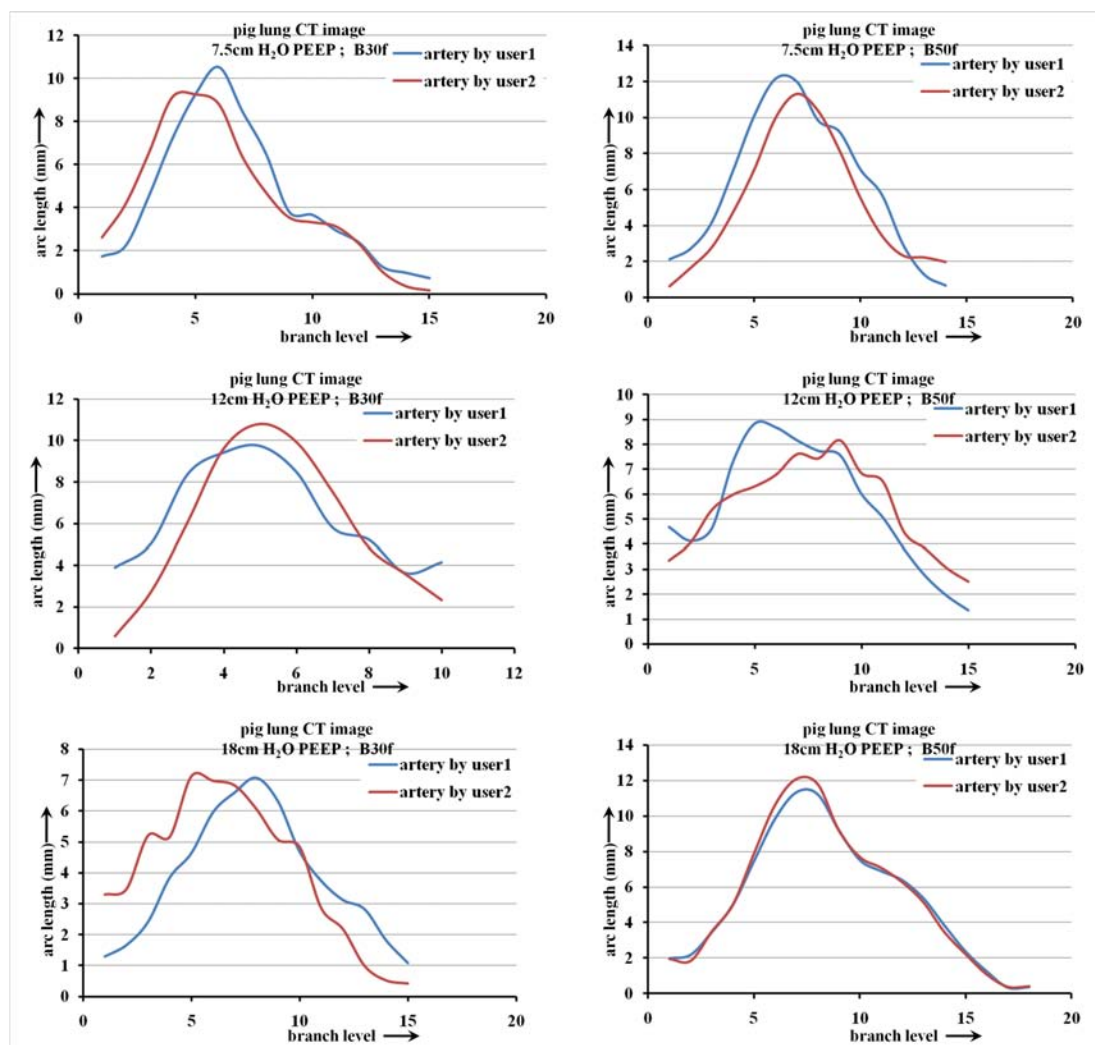 pig lung CT image
7.5cm H₂O PEEP ; B30f
artery by user1
artery by user2
arc length (mm)
12
10
8
6
4
2
0
0 5 10 15 20
branch level
pig lung CT image
7.5cm H₂O PEEP ; B50f
artery by user1
artery by user2
arc length (mm)
14
12
10
8
6
4
2
0
0 5 10 15 20
branch level
pig lung CT image
12cm H₂O PEEP ; B30f
artery by user1
artery by user2
arc length (mm)
12
10
8
6
4
2
0
0 2 4 6 8 10 12
branch level
pig lung CT image
12cm H₂O PEEP ; B50f
artery by user1
artery by user2
arc length (mm)
10
9
8
7
6
5
4
3
2
1
0
0 5 10 15 20
branch level
pig lung CT image
18cm H₂O PEEP ; B30f
artery by user1
artery by user2
arc length (mm)
8
7
6
5
4
3
2
1
0
0 5 10 15 20
branch level
pig lung CT image
18cm H₂O PEEP ; B50f
artery by user1
artery by user2
arc length (mm)
14
12
10
8
6
4
2
0
0 5 10 15 20
branch level